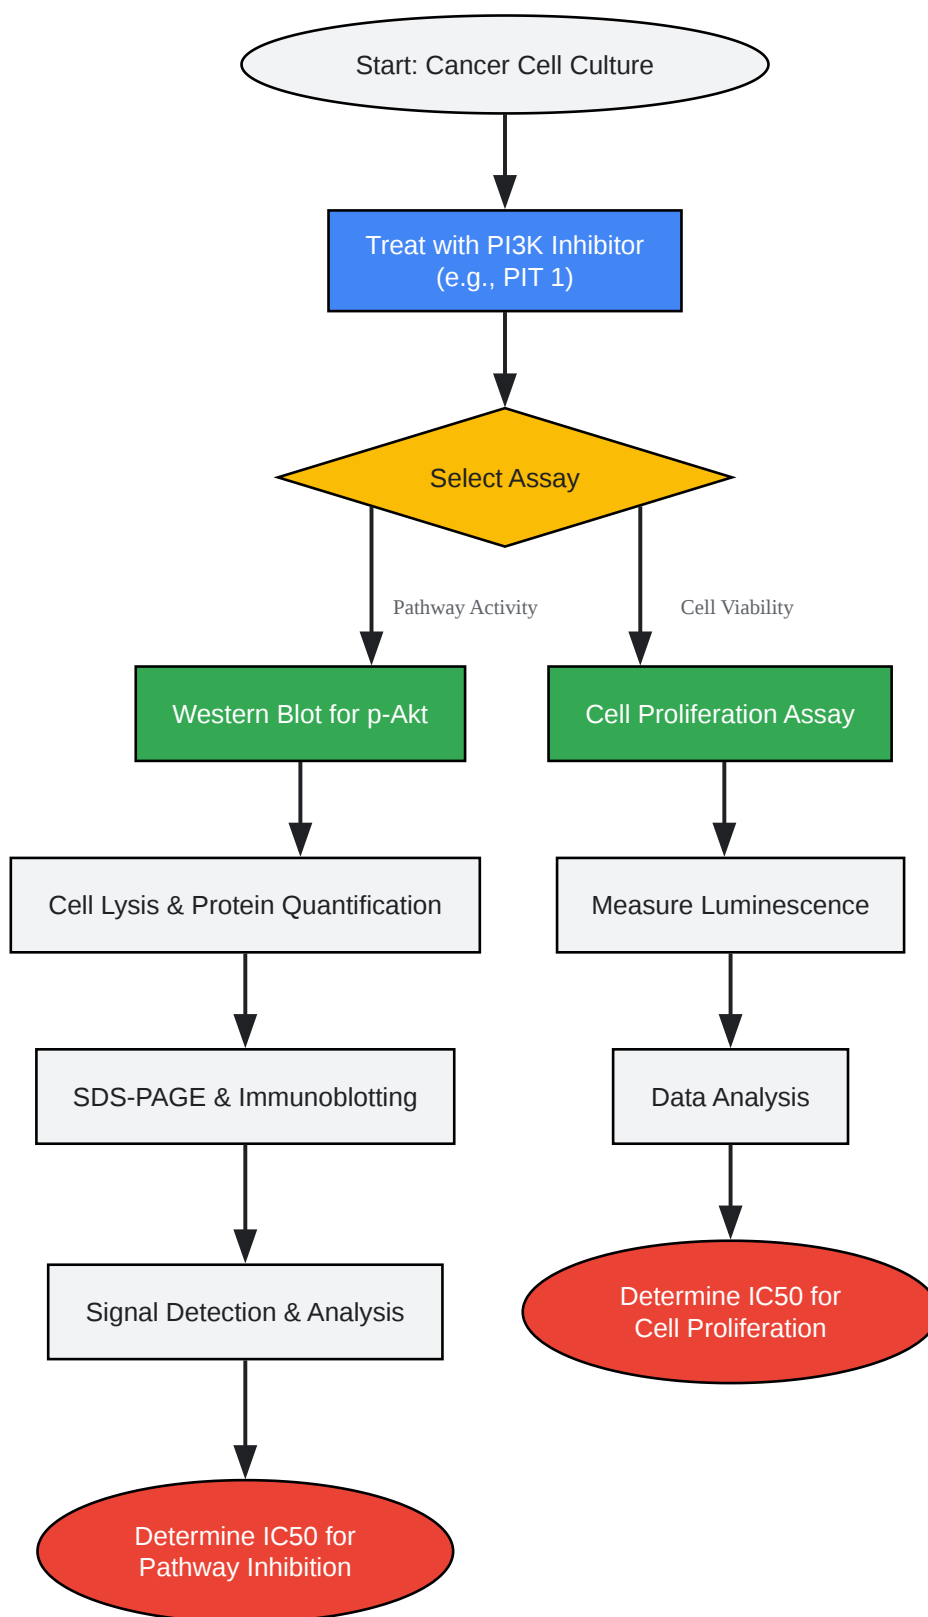 Start: Cancer Cell Culture
Treat with PI3K Inhibitor
(e.g., PIT 1)
Select Assay
Pathway Activity
Cell Viability
Western Blot for p-Akt
Cell Proliferation Assay
Cell Lysis & Protein Quantification
Measure Luminescence
SDS-PAGE & Immunoblotting
Data Analysis
Signal Detection & Analysis
Determine IC50 for
Cell Proliferation
Determine IC50 for
Pathway Inhibition